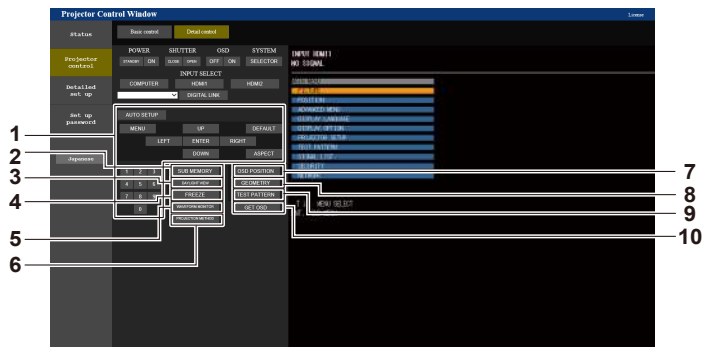 Projector Control Window
License
Status
Projector
control
Detailed
set up
Set up
password
Japanese
Basic control
Detail control
POWER SHUTTER OSD SYSTEM
STANDBY ON CLOSE OPEN OFF ON SELECTOR
INPUT SELECT
COMPUTER HDMI1 HDMI2
DIGITAL LINK
AUTO SETUP
MENU UP DEFAULT
LEFT ENTER RIGHT
DOWN ASPECT
1 2 3 SUB MEMORY OSD POSITION
4 5 6 DAYLIGHT VIEW GEOMETRY
7 8 9 FREEZE TEST PATTERN
0 WAVEFORM MONITOR GET OSD
PROJECTION METHOD
INPUT HDMI1
NO SIGNAL
MAIN MENU
PICTURE
POSITION
ADVANCED MENU
DISPLAY LANGUAGE
DISPLAY OPTION
PROJECTOR SETUP
TEST PATTERN
SIGNAL LIST
SECURITY
NETWORK
MENU SELECT
1
2
3
4
5
6
7
8
9
10